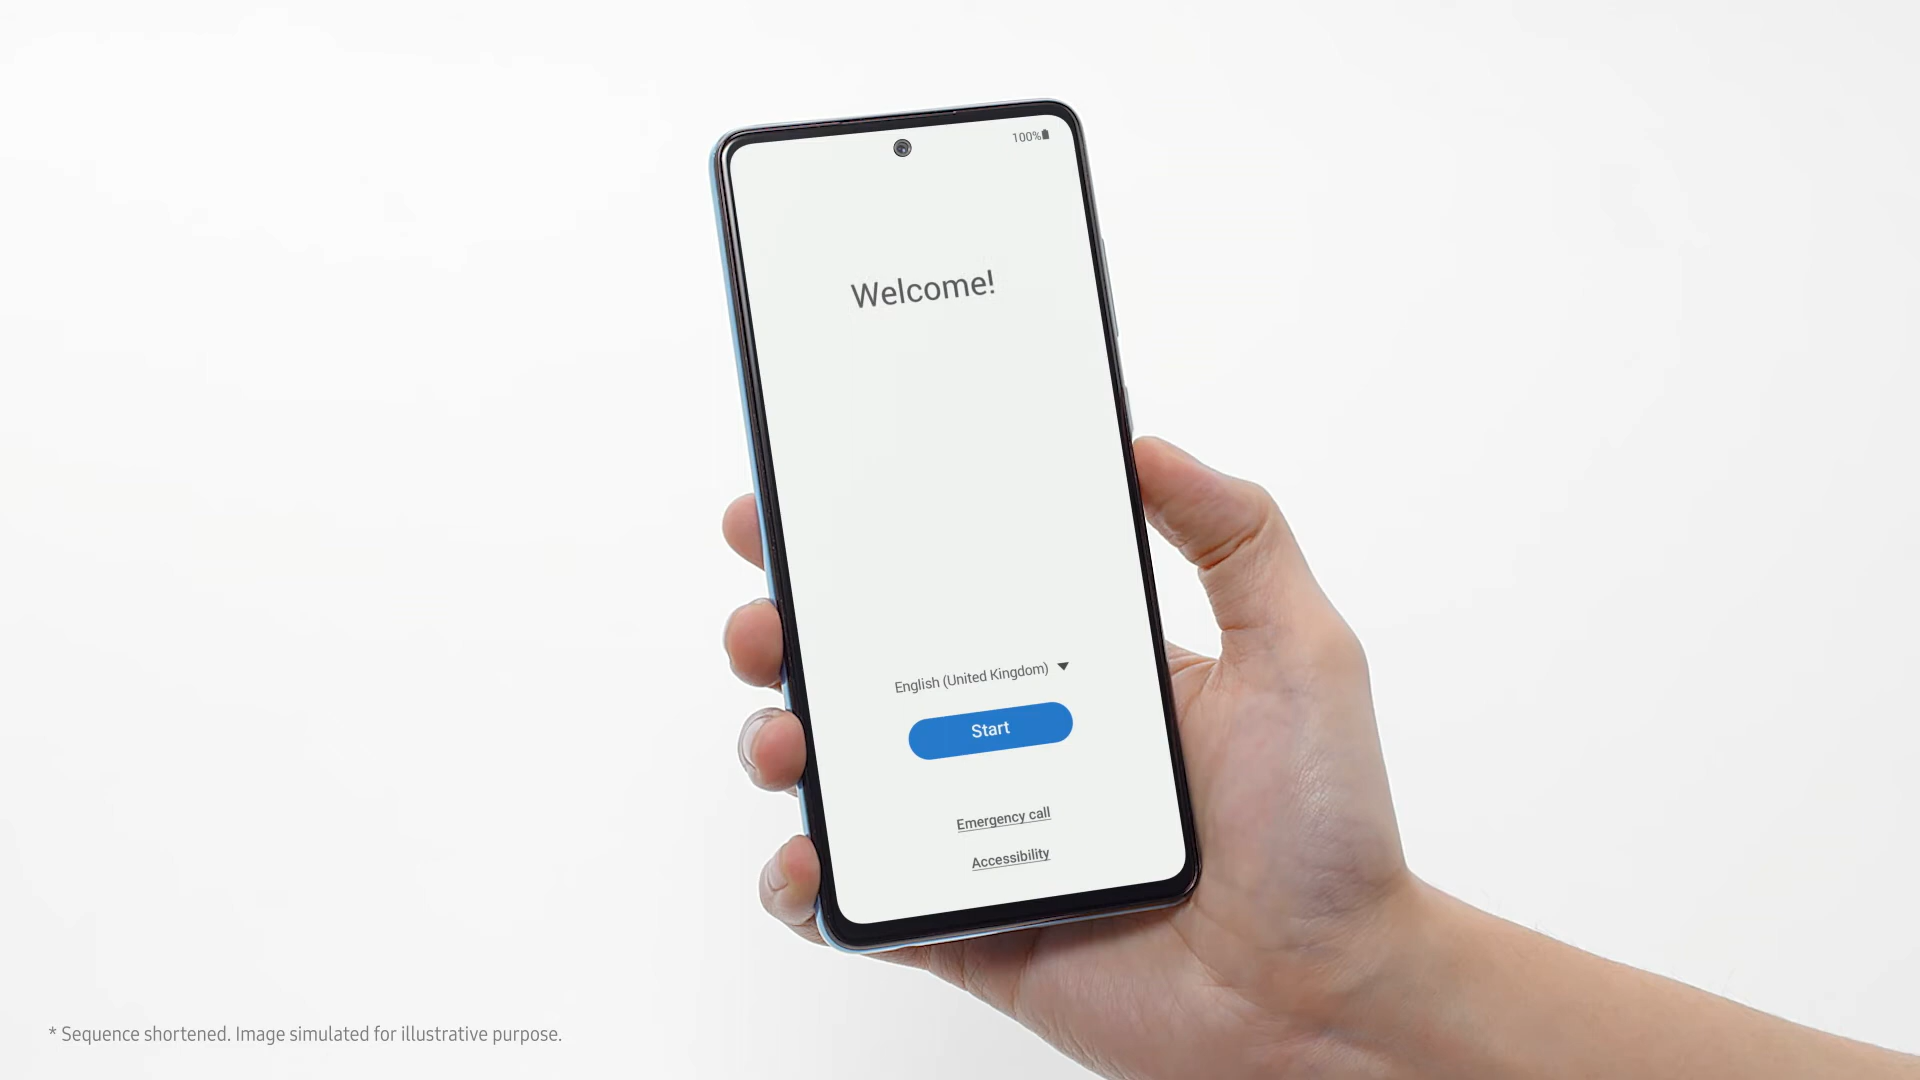 100%
Welcome!
English (United Kingdom)
Start
Emergency call
Accessibility
* Sequence shortened. Image simulated for illustrative purpose.